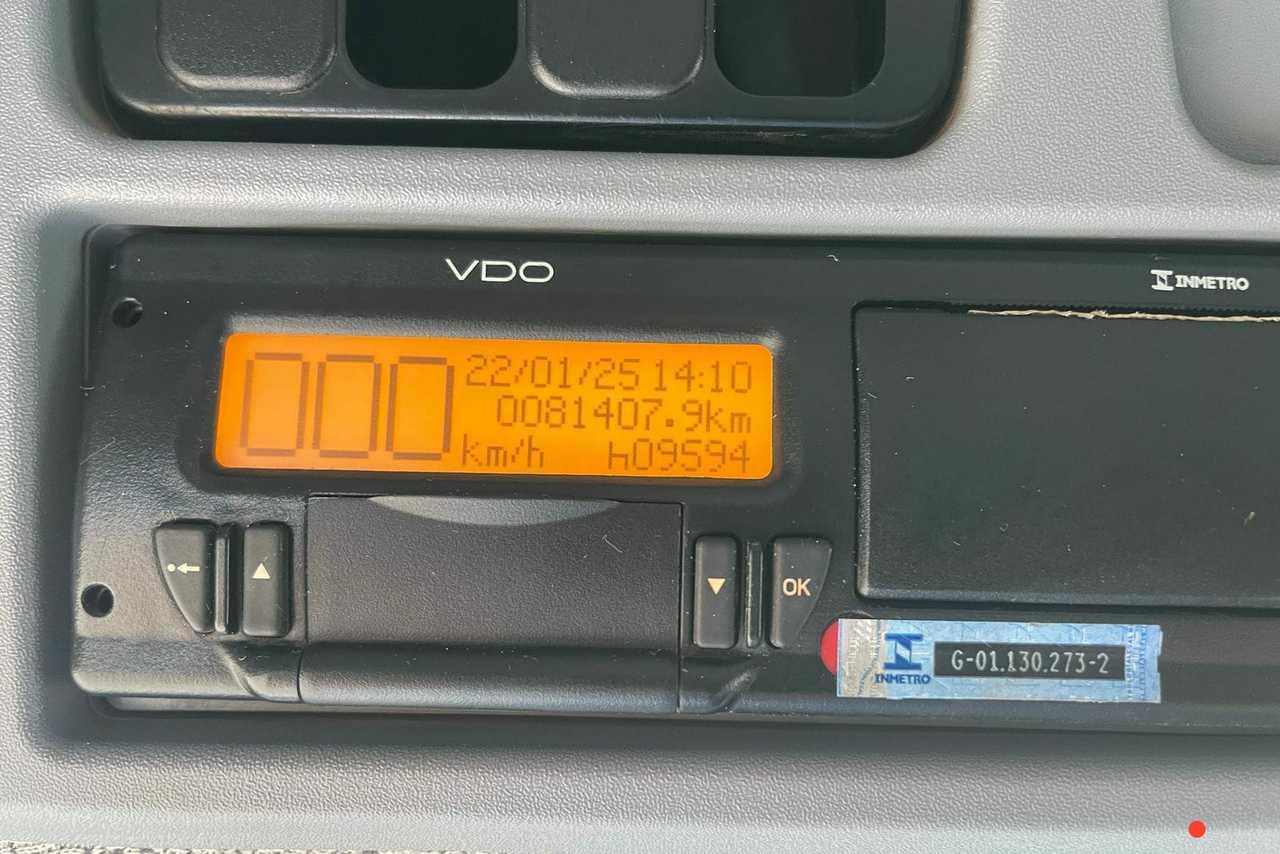 VDO
INMETRO
000 km/h
22/01/25 14:10
0081407.9km
h09594
OK
INMETRO
G-01.130.273-2